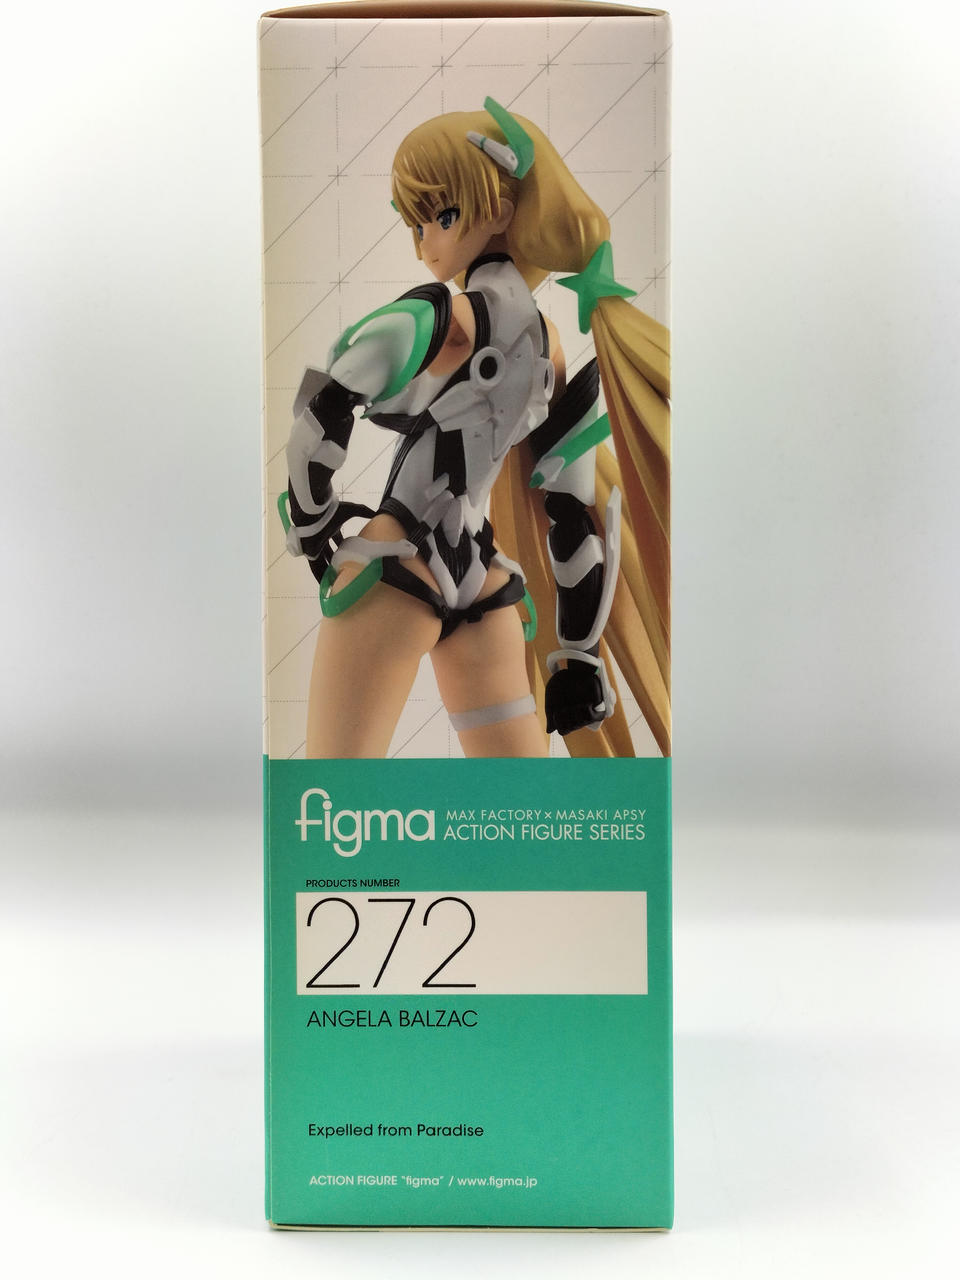 figma
MAX FACTORY × MASAKI APSY
ACTION FIGURE SERIES
PRODUCTS NUMBER
272
ANGELA BALZAC
Expelled from Paradise
ACTION FIGURE "figma" / www.figma.jp